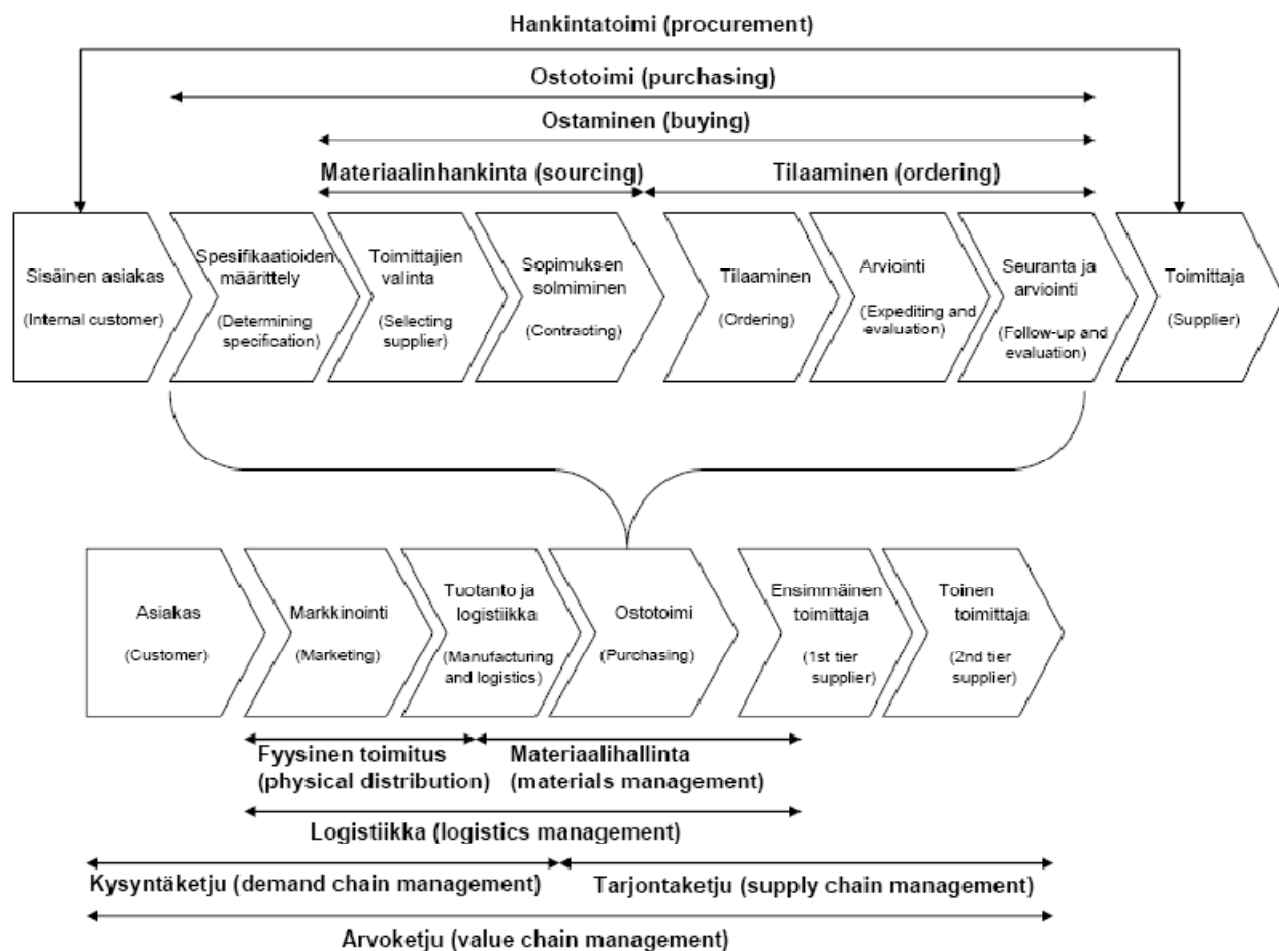 Hankintatoimi (procurement)
Ostotoimi (purchasing)
Ostaminen (buying)
Materiaalinhankinta (sourcing)
Tilaaminen (ordering)
Sisäinen asiakas
(Internal customer)
Spesifikaatioiden
määrittely
(Determining
specification)
Toimittajien
valinta
(Selecting
supplier)
Sopimuksen
solmiminen
(Contracting)
Tilaaminen
(Ordering)
Arviointi
(Expediting and
evaluation)
Seuranta ja
arviointi
(Follow-up and
evaluation)
Toimittaja
(Supplier)
Asiakas
(Customer)
Markkinointi
(Marketing)
Tuotanto ja
logistiikka
(Manufacturing
and logistics)
Ostotoimi
(Purchasing)
Ensimmäinen
toimittaja
(1st tier
supplier)
Toinen
toimittaja
(2nd tier
supplier)
Fyysinen toimitus
(physical distribution)
Materiaalihallinta
(materials management)
Logistiikka (logistics management)
Kysyntäketju (demand chain management)
Tarjontaketju (supply chain management)
Arvoketju (value chain management)